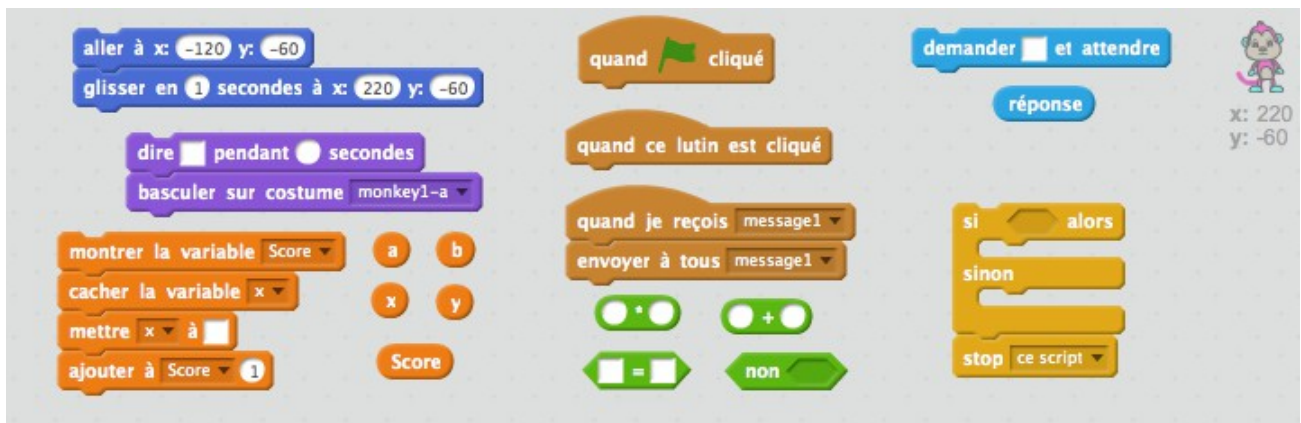 aller à x: -120 y: -60
glisser en 1 secondes à x: 220 y: -60
dire pendant secondes
basculer sur costume monkey1-a
montrer la variable Score
cacher la variable x
mettre x à
ajouter à Score 1
a b
x y
Score
quand cliqué
quand ce lutin est cliqué
quand je reçois message1
envoyer à tous message1
* +
= non
demander et attendre
réponse
x: 220
y: -60
si alors
sinon
stop ce script